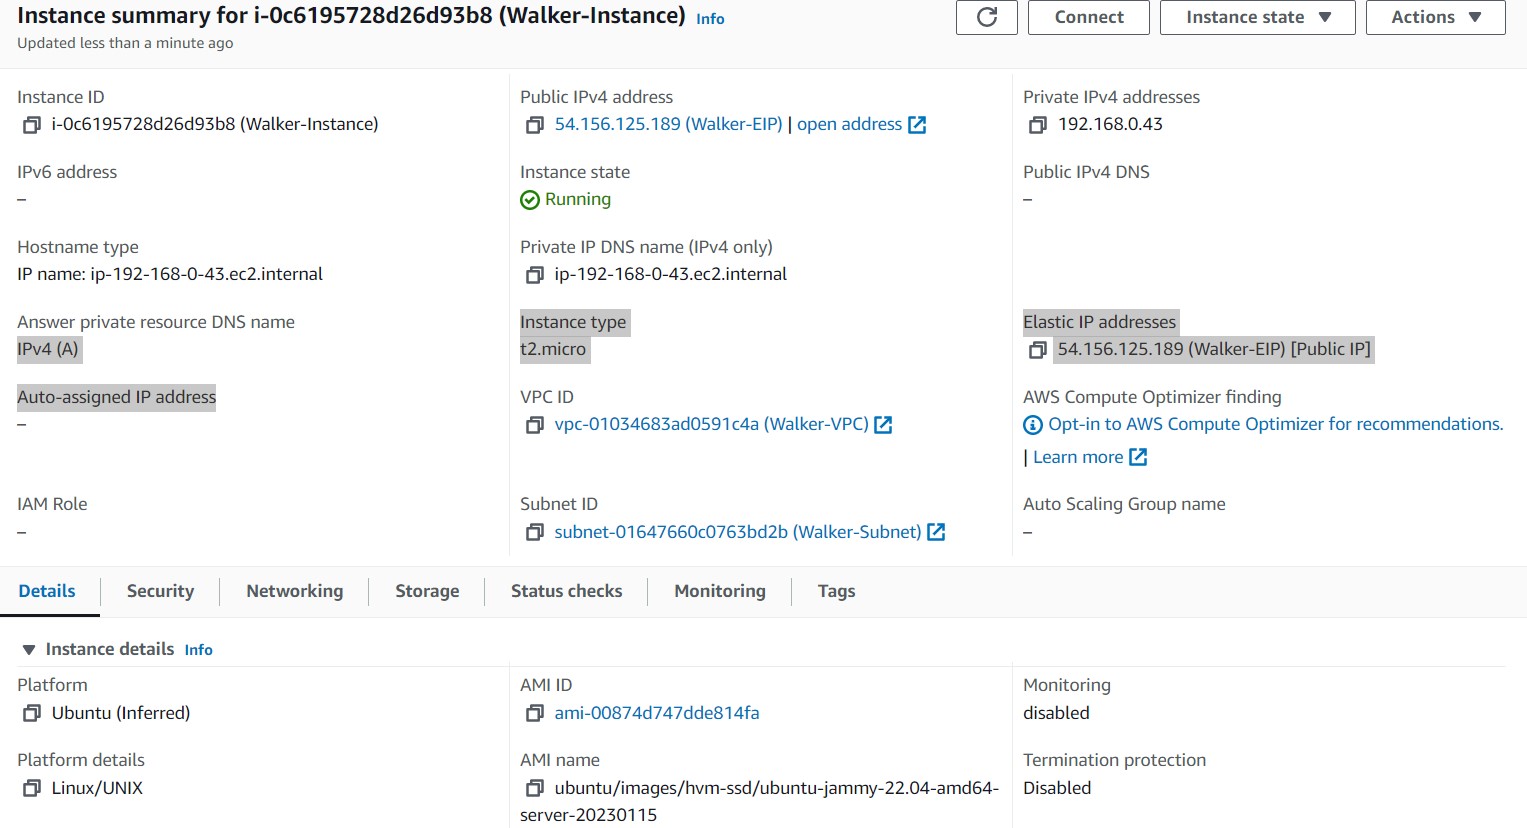 Instance summary for i-0c6195728d26d93b8 (Walker-Instance) Info
Updated less than a minute ago
Connect
Instance state
Actions
Instance ID
i-0c6195728d26d93b8 (Walker-Instance)
Public IPv4 address
54.156.125.189 (Walker-EIP) | open address
Private IPv4 addresses
192.168.0.43
IPv6 address
–
Instance state
Running
Public IPv4 DNS
–
Hostname type
IP name: ip-192-168-0-43.ec2.internal
Private IP DNS name (IPv4 only)
ip-192-168-0-43.ec2.internal
Answer private resource DNS name
IPv4 (A)
Instance type
t2.micro
Elastic IP addresses
54.156.125.189 (Walker-EIP) [Public IP]
Auto-assigned IP address
–
VPC ID
vpc-01034683ad0591c4a (Walker-VPC)
AWS Compute Optimizer finding
Opt-in to AWS Compute Optimizer for recommendations.
| Learn more
IAM Role
–
Subnet ID
subnet-01647660c0763bd2b (Walker-Subnet)
Auto Scaling Group name
–
Details
Security
Networking
Storage
Status checks
Monitoring
Tags
Instance details Info
Platform
Ubuntu (Inferred)
AMI ID
ami-00874d747dde814fa
Monitoring
disabled
Platform details
Linux/UNIX
AMI name
ubuntu/images/hvm-ssd/ubuntu-jammy-22.04-amd64-
server-20230115
Termination protection
Disabled